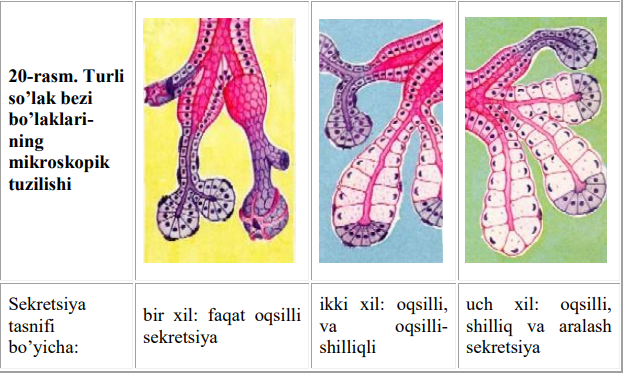 20-rasm. Turli
so’lak bezi
bo’laklari-
ning
mikroskopik
tuzilishi
Sekretsiya
tasnifi
bo’yicha:
bir xil: faqat oqsilli
sekretsiya
ikki xil: oqsilli,
va oqsilli-
shilliqli
uch xil: oqsilli,
shilliq va aralash
sekretsiya